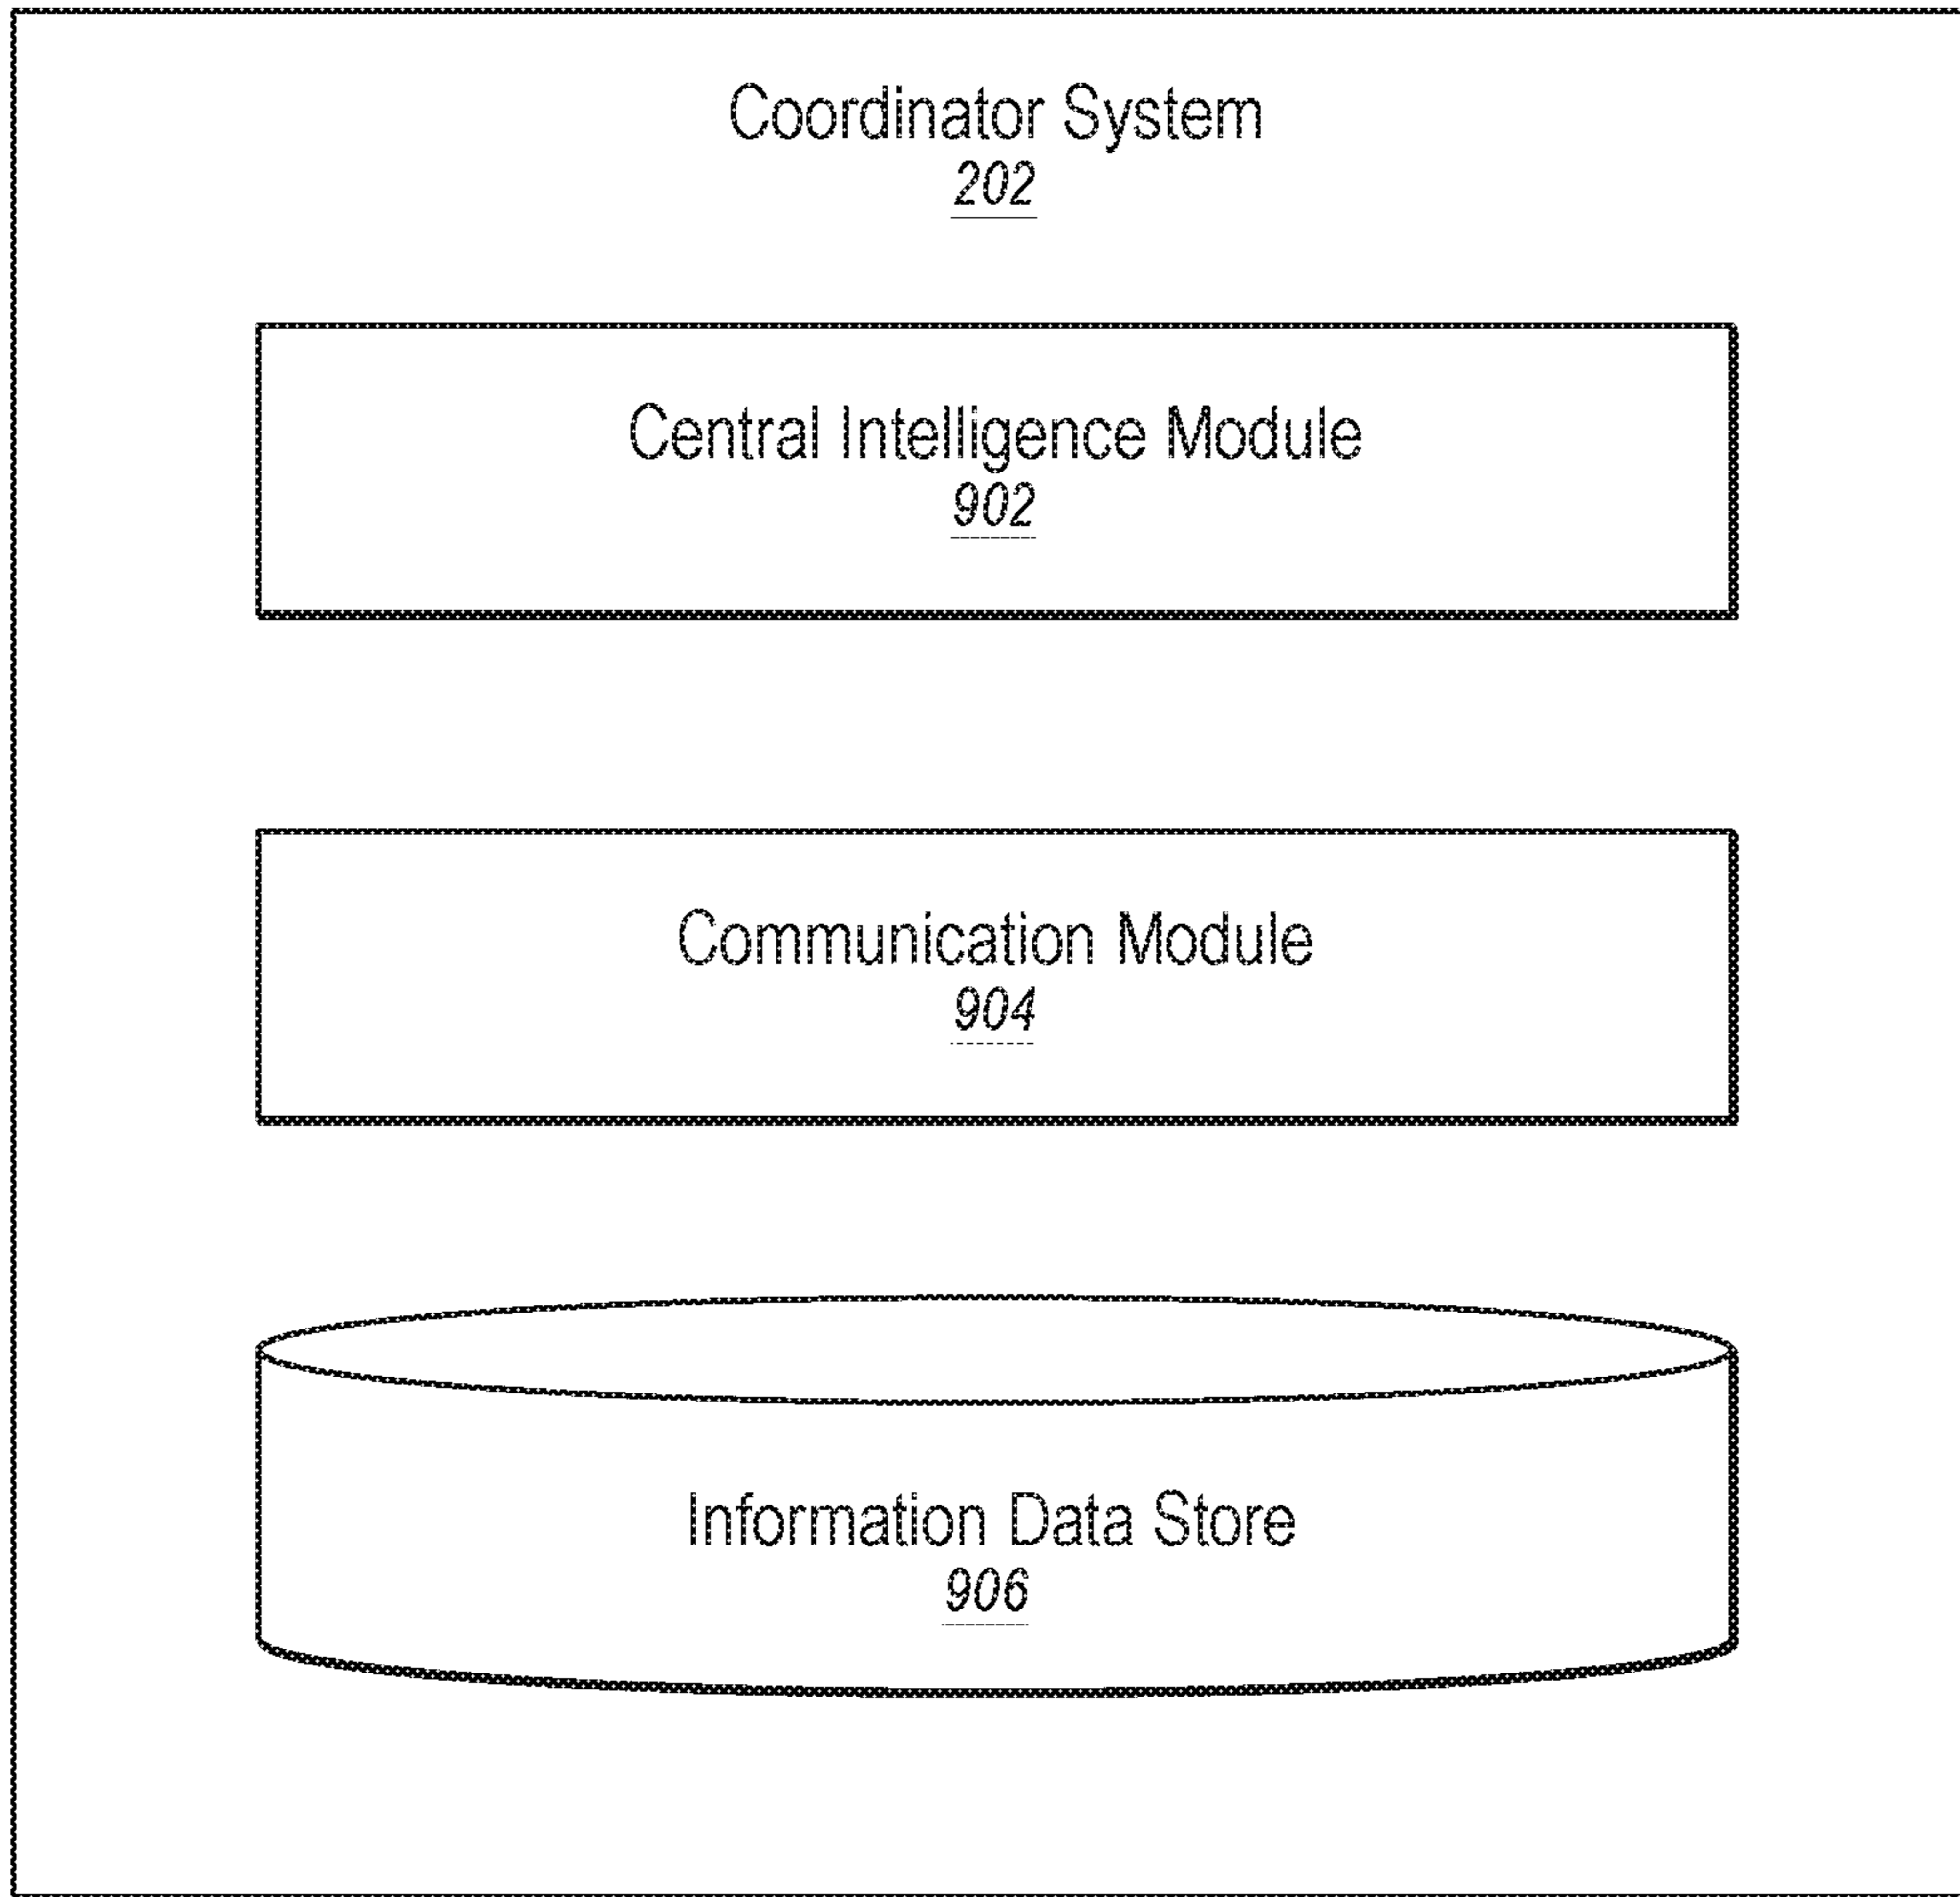 Coordinator System
202
Central Intelligence Module
902
Communication Module
904
Information Data Store
906